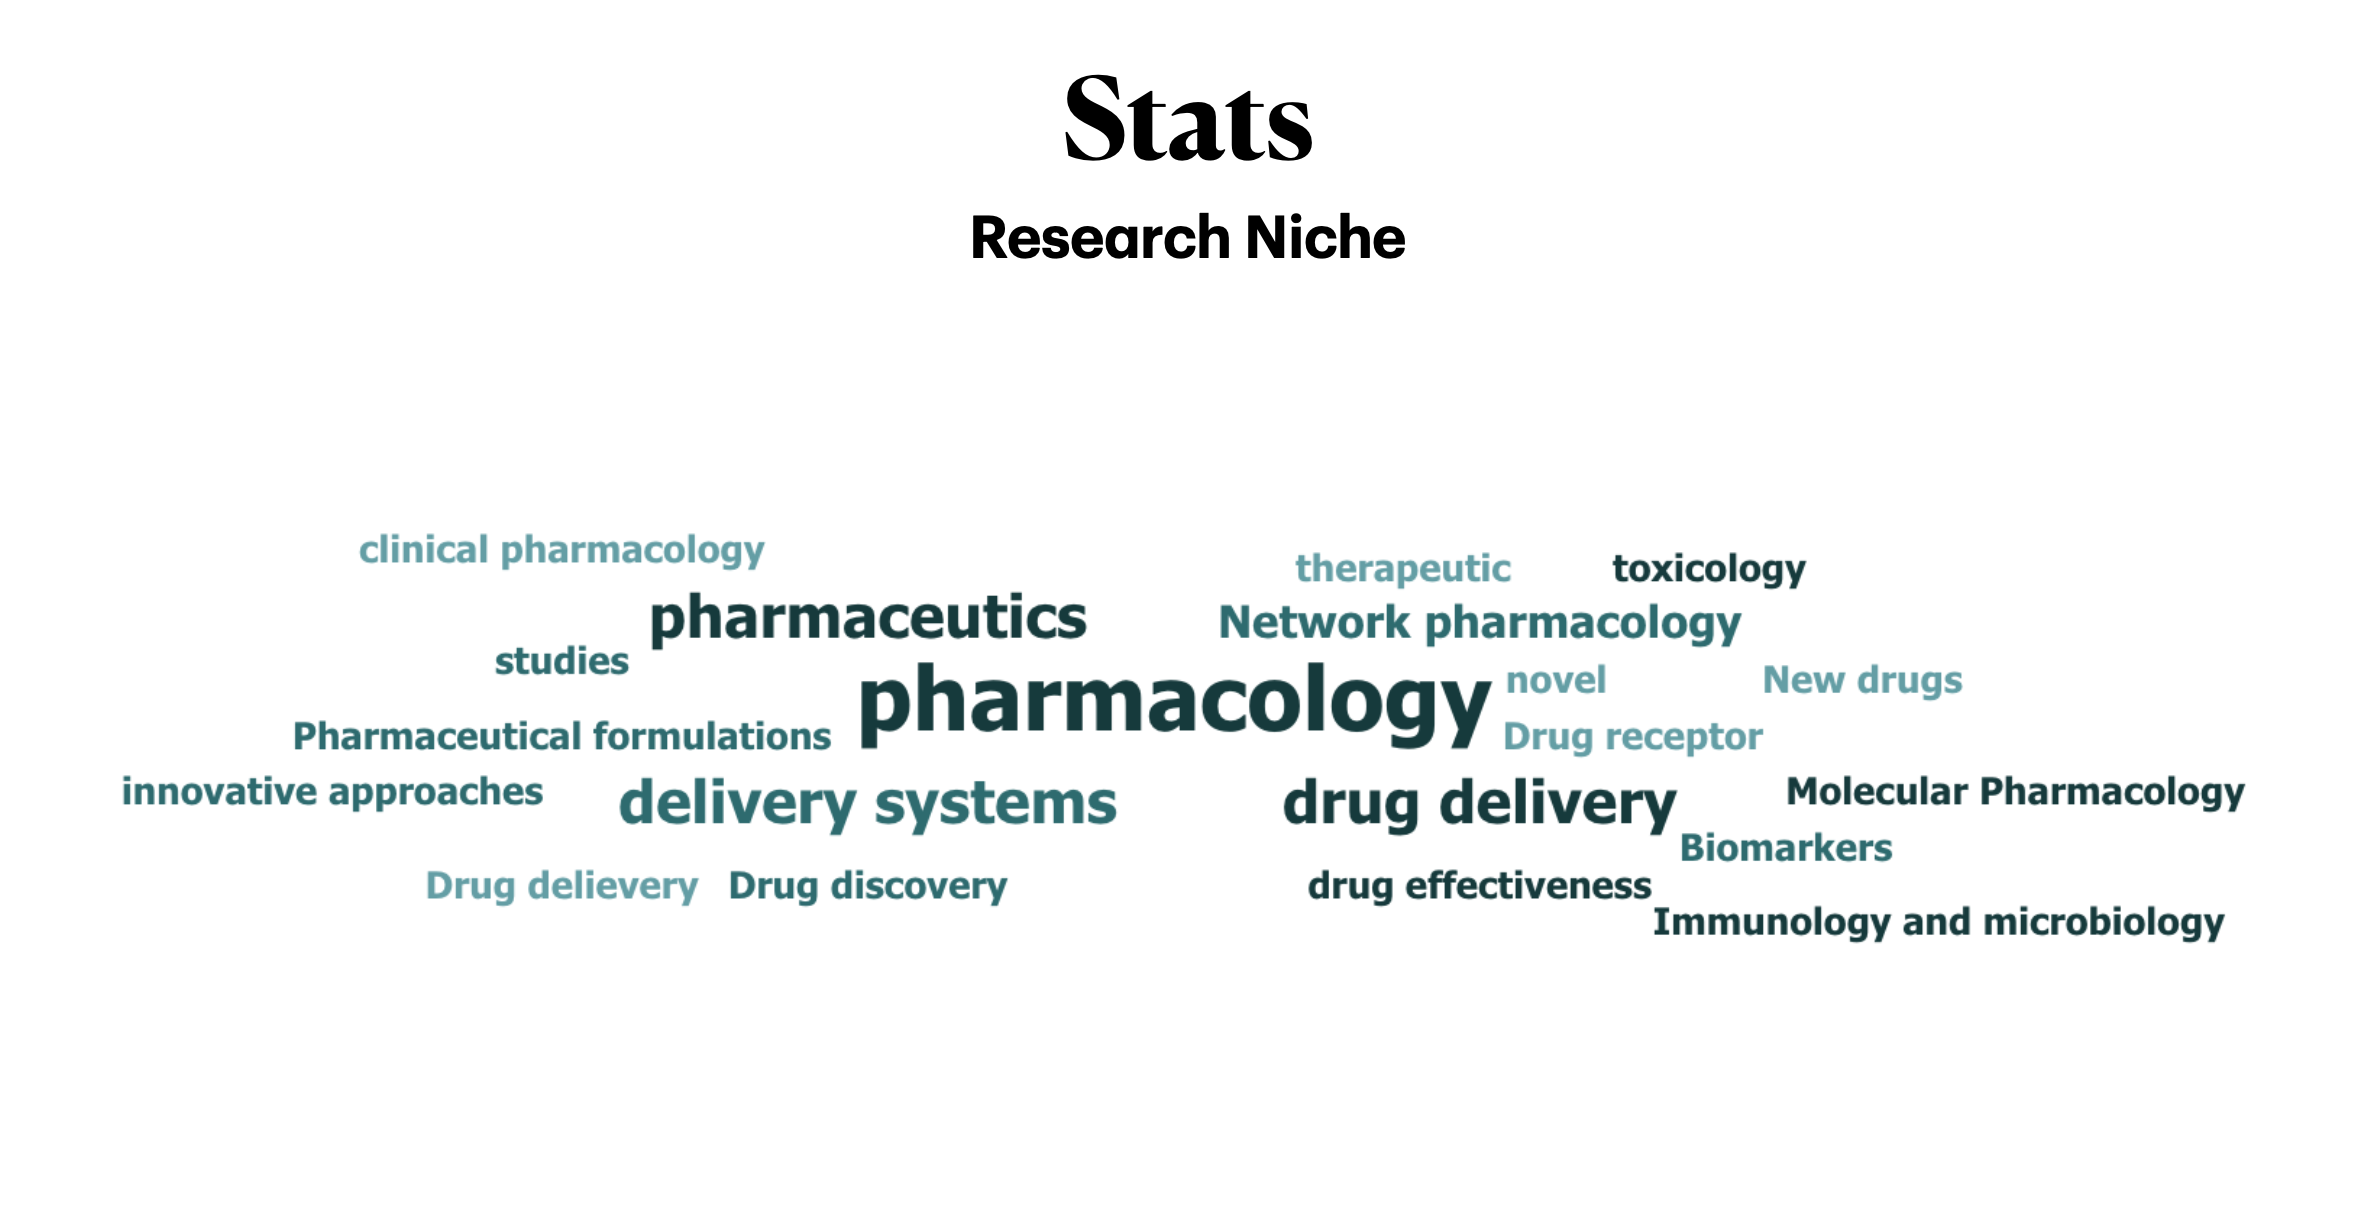 Stats
Research Niche
clinical pharmacology
therapeutic
toxicology
pharmaceutics
Network pharmacology
studies
pharmacology
novel
New drugs
Pharmaceutical formulations
Drug receptor
innovative approaches
delivery systems
drug delivery
Molecular Pharmacology
Biomarkers
Drug delievery
Drug discovery
drug effectiveness
Immunology and microbiology